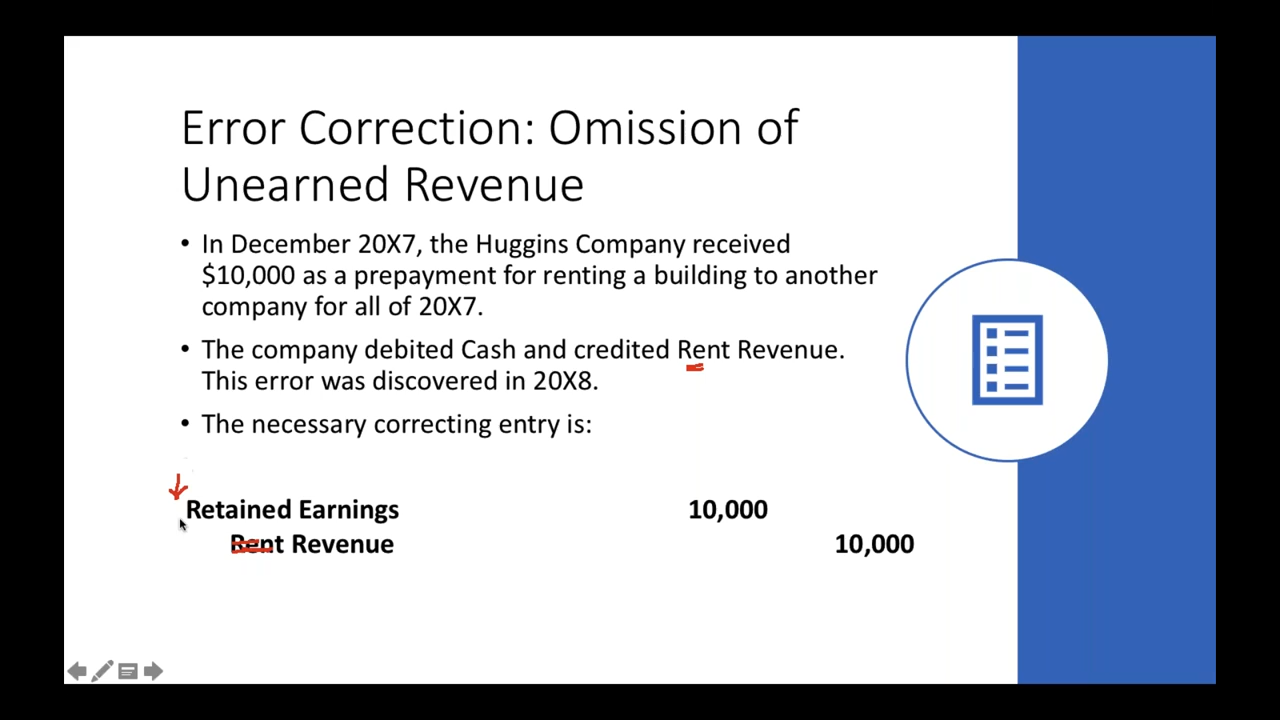 Error Correction: Omission of
Unearned Revenue
• In December 20X7, the Huggins Company received
$10,000 as a prepayment for renting a building to another
company for all of 20X7.
• The company debited Cash and credited Rent Revenue.
This error was discovered in 20X8.
• The necessary correcting entry is:
Retained Earnings 10,000
Rent Revenue 10,000